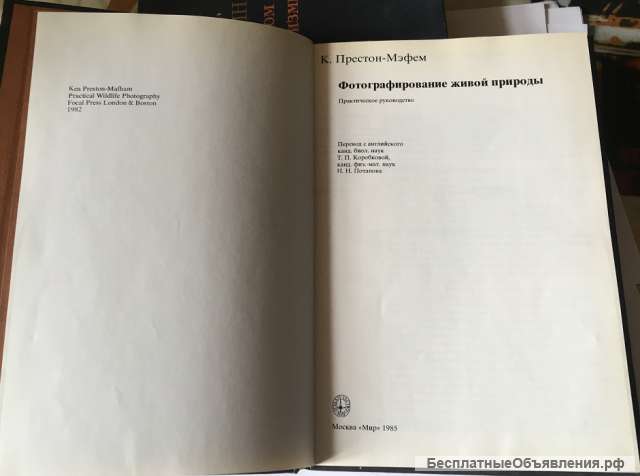 Ken Preston-Mafham
Practical Wildlife Photography
Focal Press London & Boston
1982
К. Престон-Мэфем
Фотографирование живой природы
Практическое руководство
Перевод с английского
канд. биол. наук
Т. П. Коробковой,
канд. физ.-мат. наук
Н. Н. Потапова
Москва «Мир» 1985
БесплатныеОбъявления.рф